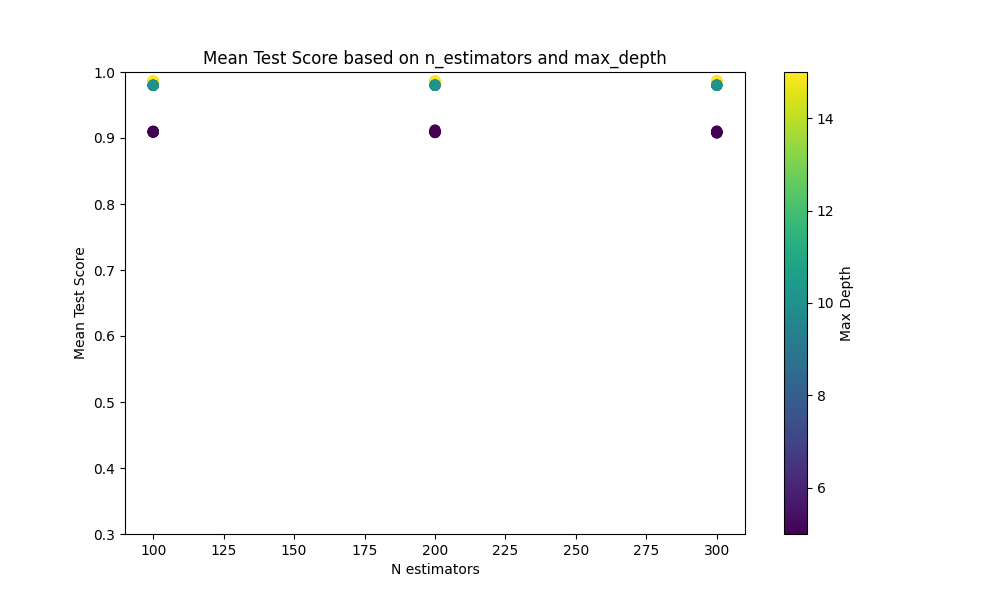 Mean Test Score based on n_estimators and max_depth
1.0
0.9
0.8
0.7
0.6
0.5
0.4
0.3
Mean Test Score
100 125 150 175 200 225 250 275 300
N estimators
14
12
10
8
6
Max Depth